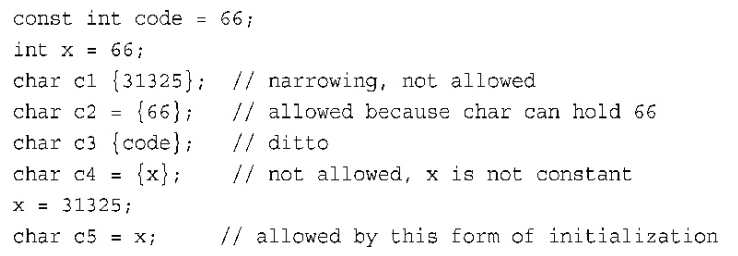 const int code = 66;
int x = 66;
char c1 {31325};  // narrowing, not allowed
char c2 = {66};   // allowed because char can hold 66
char c3 {code};   // ditto
char c4 = {x};    // not allowed, x is not constant
x = 31325;
char c5 = x;     // allowed by this form of initialization